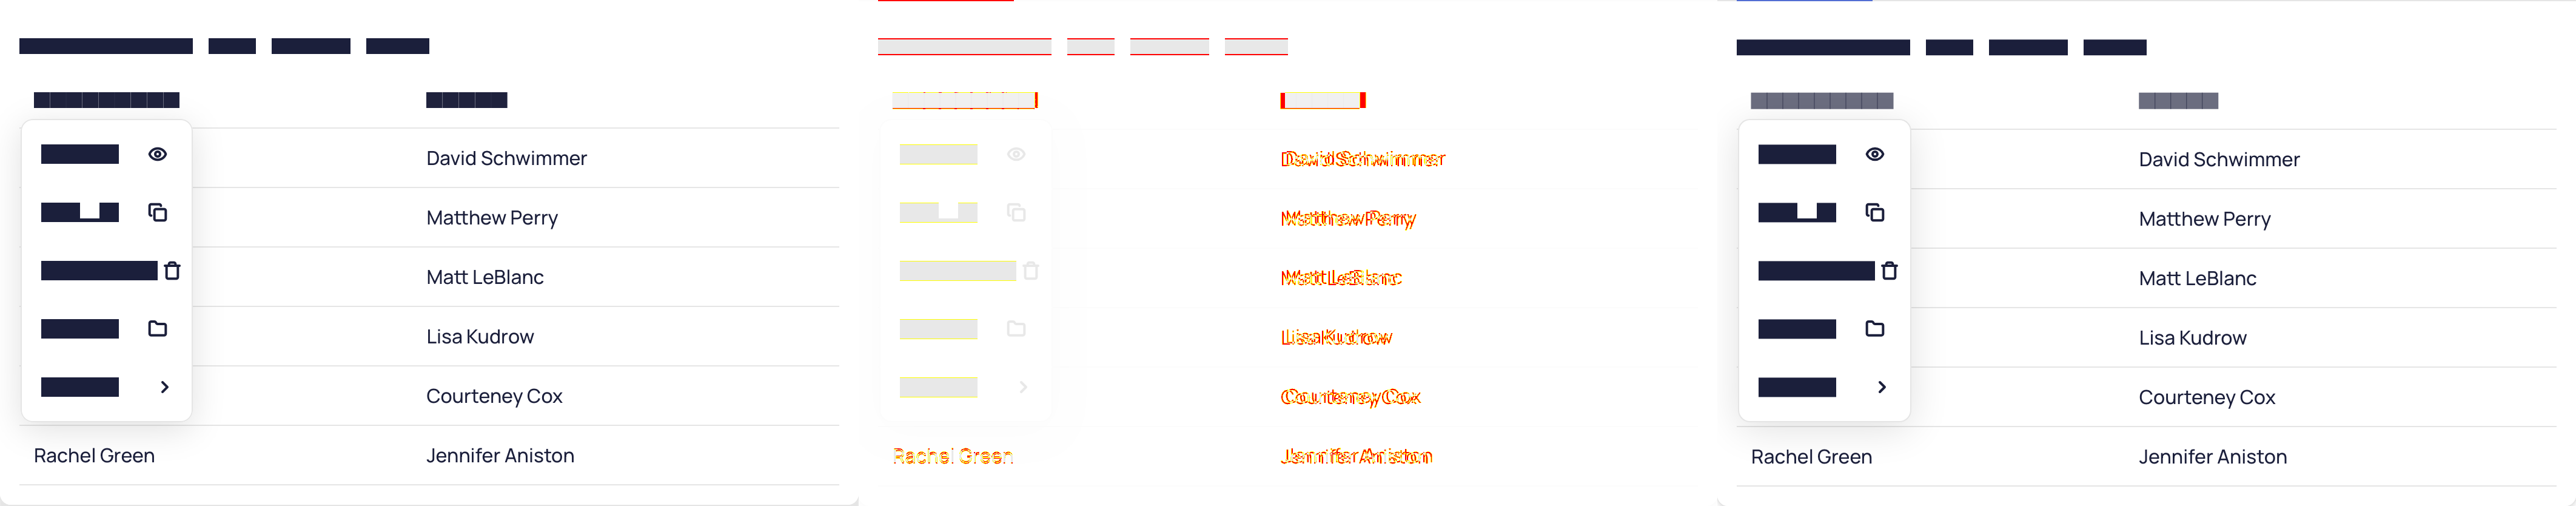 David Schwimmer
Matthew Perry
Matt LeBlanc
Lisa Kudrow
Courteney Cox
Rachel Green Jennifer Aniston
David Schwimmer
Matthew Perry
Matt LeBlanc
Lisa Kudrow
Courteney Cox
Rachel Green Jennifer Aniston
David Schwimmer
Matthew Perry
Matt LeBlanc
Lisa Kudrow
Courteney Cox
Rachel Green Jennifer Aniston